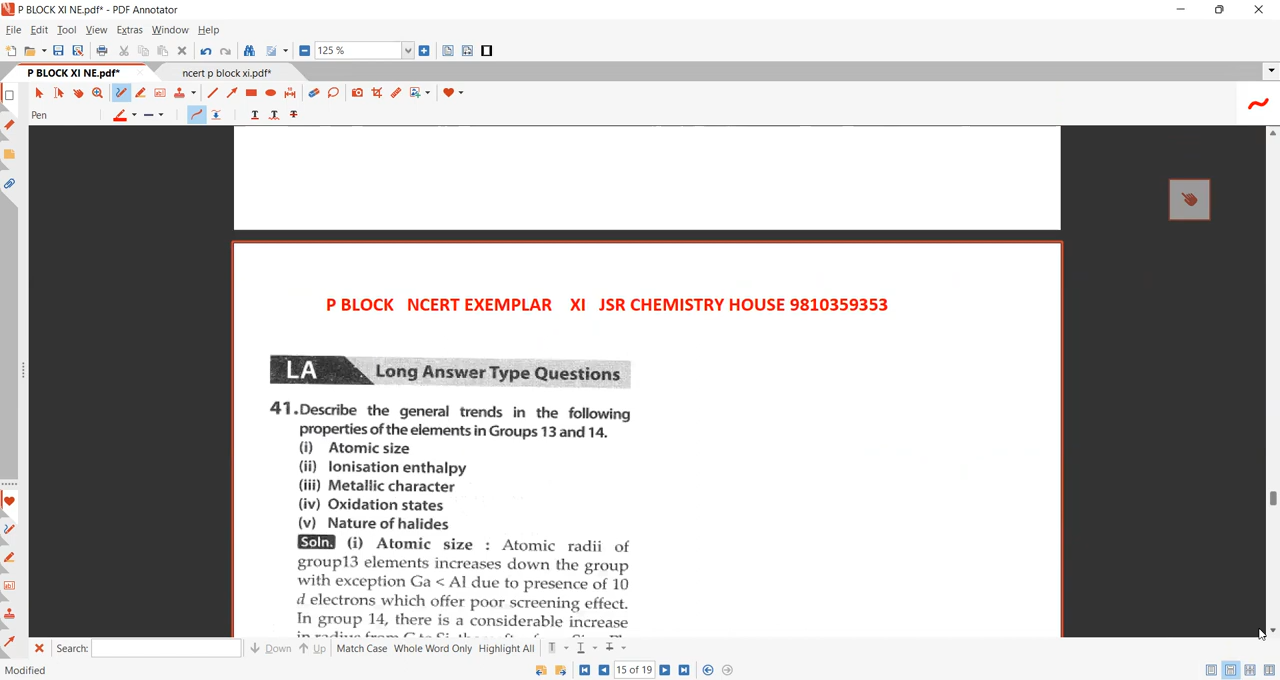 P BLOCK XI NE.pdf* - PDF Annotator
File Edit Tool View Extras Window Help
125 %
P BLOCK XI NE.pdf* ncert p block xi.pdf*
Pen
P BLOCK NCERT EXEMPLAR XI JSR CHEMISTRY HOUSE 9810359353
LA Long Answer Type Questions
41. Describe the general trends in the following
properties of the elements in Groups 13 and 14.
(i) Atomic size
(ii) Ionisation enthalpy
(iii) Metallic character
(iv) Oxidation states
(v) Nature of halides
Soln. (i) Atomic size : Atomic radii of
group13 elements increases down the group
with exception Ga < Al due to presence of 10
d electrons which offer poor screening effect.
In group 14, there is a considerable increase
Search: Down Up Match Case Whole Word Only Highlight All
Modified
15 of 19